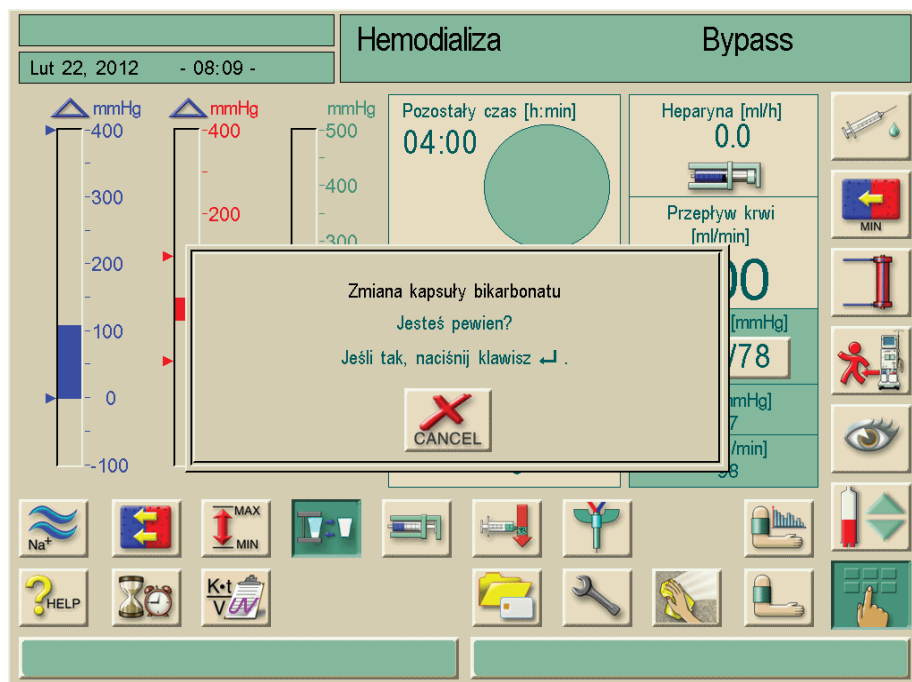 Hemodializa Bypass
Lut 22, 2012 - 08:09 -
mmHg mmHg mmHg
400 400 500
300 200 400
200 300
100
0
-100
Pozostały czas [h:min]
04:00
Heparyna [ml/h]
0.0
Przepływ krwi
[ml/min]
[mmHg]
/78
/min]
Zmiana kapsuły bikarbonatu
Jesteś pewien?
Jeśli tak, naciśnij klawisz ↵ .
CANCEL
MIN
Na+
MAX
MIN
HELP
K•t
V